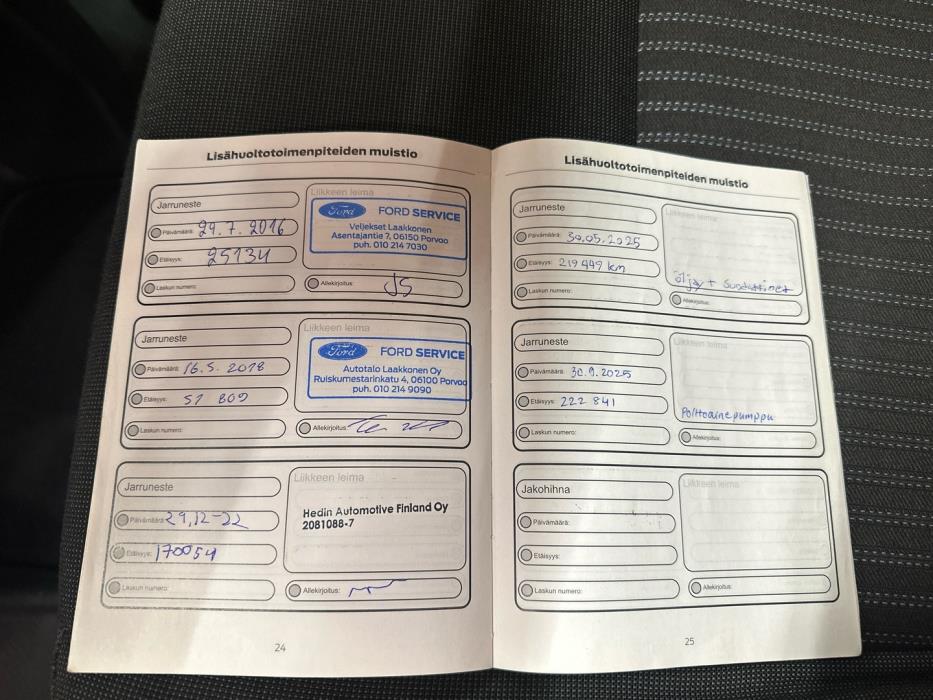 Lisähuoltotoimenpiteiden muistio
Jarruneste
Päivämäärä: 29.7.2016
Etäisyys: 25134
Laskun numero:
Liikkeen leima
Ford FORD SERVICE
Veljekset Laakkonen
Asentajantie 7, 06150 Porvoo
puh. 010 214 7030
Allekirjoitus: JS
Jarruneste
Päivämäärä: 16.5. 2018
Etäisyys: 51 809
Laskun numero:
Liikkeen leima
Ford FORD SERVICE
Autotalo Laakkonen Oy
Ruiskumestarinkatu 4, 06100 Porvoo
puh. 010 214 9090
Allekirjoitus:
Jarruneste
Päivämäärä: 29,12-22
Etäisyys: 170054
Laskun numero:
Liikkeen leima
Hedin Automotive Finland Oy
2081088-7
Allekirjoitus:
24
Lisähuoltotoimenpiteiden muistio
Jarruneste
Päivämäärä: 30.05.2025
Etäisyys: 219 449 km
Laskun numero:
Liikkeen leima
öljy + Suodattimet
Allekirjoitus:
Jarruneste
Päivämäärä: 30.9.2025
Etäisyys: 222 841
Laskun numero:
Liikkeen leima
Polttoainepumppu
Allekirjoitus:
Jakohihna
Päivämäärä:
Etäisyys:
Laskun numero:
Liikkeen leima
Allekirjoitus:
25